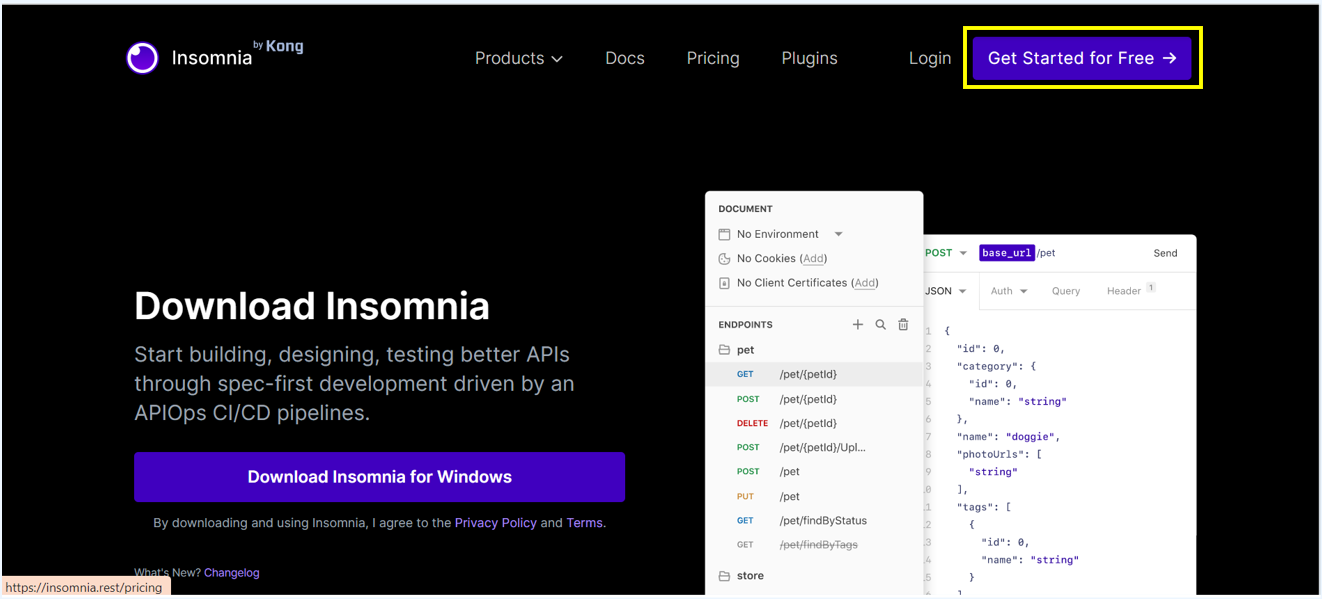 Insomnia by Kong
Products
Docs
Pricing
Plugins
Login
Get Started for Free →
Download Insomnia
Start building, designing, testing better APIs
through spec-first development driven by an
APIOps CI/CD pipelines.
Download Insomnia for Windows
By downloading and using Insomnia, I agree to the Privacy Policy and Terms.
What's New? Changelog
https://insomnia.rest/pricing
DOCUMENT
No Environment
No Cookies (Add)
No Client Certificates (Add)
ENDPOINTS
pet
GET /pet/{petId}
POST /pet/{petId}
DELETE /pet/{petId}
POST /pet/{petId}/Upl...
POST /pet
PUT /pet
GET /pet/findByStatus
GET /pet/findByTags
store
POST base_url/pet Send
JSON Auth Query Header 1
1 {
2 "id": 0,
3 "category": {
4 "id": 0,
5 "name": "string"
6 },
7 "name": "doggie",
8 "photoUrls": [
9 "string"
0 ],
1 "tags": [
2 {
3 "id": 0,
4 "name": "string"
5 }